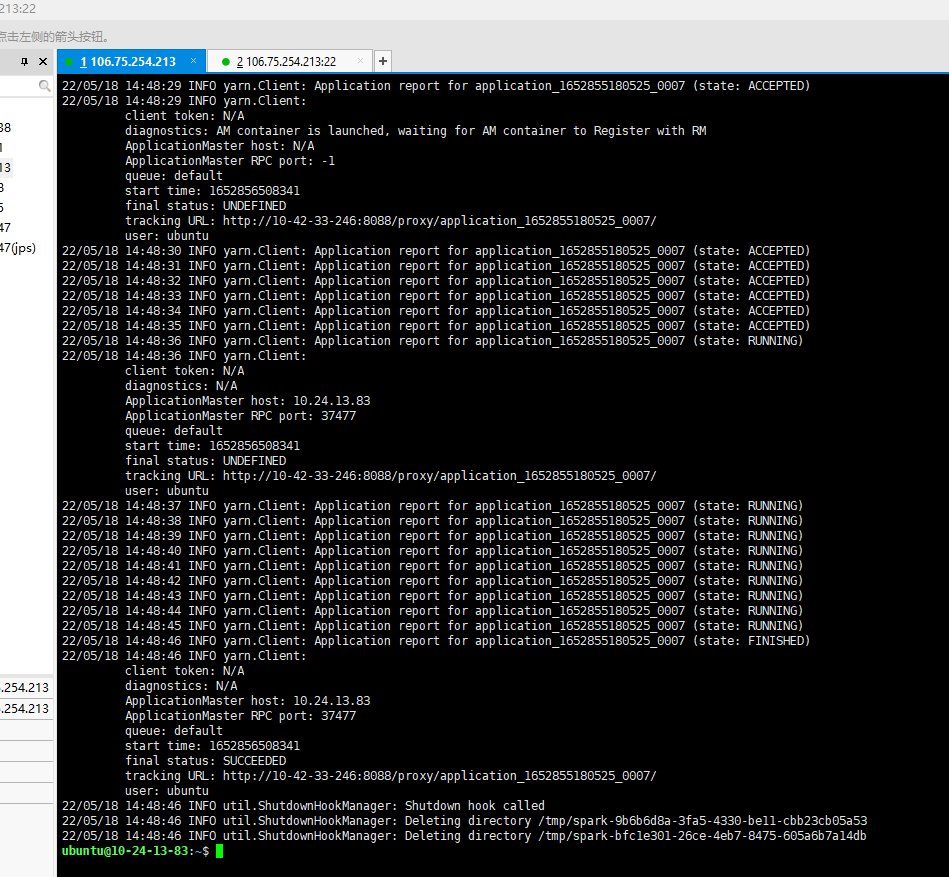 213:22
点击左侧的箭头按钮。
1 106.75.254.213
2 106.75.254.213:22
38
13
47
47(jps)
.254.213
.254.213
22/05/18 14:48:29 INFO yarn.Client: Application report for application_1652855180525_0007 (state: ACCEPTED)
22/05/18 14:48:29 INFO yarn.Client:
client token: N/A
diagnostics: AM container is launched, waiting for AM container to Register with RM
ApplicationMaster host: N/A
ApplicationMaster RPC port: -1
queue: default
start time: 1652856508341
final status: UNDEFINED
tracking URL: http://10-42-33-246:8088/proxy/application_1652855180525_0007/
user: ubuntu
22/05/18 14:48:30 INFO yarn.Client: Application report for application_1652855180525_0007 (state: ACCEPTED)
22/05/18 14:48:31 INFO yarn.Client: Application report for application_1652855180525_0007 (state: ACCEPTED)
22/05/18 14:48:32 INFO yarn.Client: Application report for application_1652855180525_0007 (state: ACCEPTED)
22/05/18 14:48:33 INFO yarn.Client: Application report for application_1652855180525_0007 (state: ACCEPTED)
22/05/18 14:48:34 INFO yarn.Client: Application report for application_1652855180525_0007 (state: ACCEPTED)
22/05/18 14:48:35 INFO yarn.Client: Application report for application_1652855180525_0007 (state: ACCEPTED)
22/05/18 14:48:36 INFO yarn.Client: Application report for application_1652855180525_0007 (state: RUNNING)
22/05/18 14:48:36 INFO yarn.Client:
client token: N/A
diagnostics: N/A
ApplicationMaster host: 10.24.13.83
ApplicationMaster RPC port: 37477
queue: default
start time: 1652856508341
final status: UNDEFINED
tracking URL: http://10-42-33-246:8088/proxy/application_1652855180525_0007/
user: ubuntu
22/05/18 14:48:37 INFO yarn.Client: Application report for application_1652855180525_0007 (state: RUNNING)
22/05/18 14:48:38 INFO yarn.Client: Application report for application_1652855180525_0007 (state: RUNNING)
22/05/18 14:48:39 INFO yarn.Client: Application report for application_1652855180525_0007 (state: RUNNING)
22/05/18 14:48:40 INFO yarn.Client: Application report for application_1652855180525_0007 (state: RUNNING)
22/05/18 14:48:41 INFO yarn.Client: Application report for application_1652855180525_0007 (state: RUNNING)
22/05/18 14:48:42 INFO yarn.Client: Application report for application_1652855180525_0007 (state: RUNNING)
22/05/18 14:48:43 INFO yarn.Client: Application report for application_1652855180525_0007 (state: RUNNING)
22/05/18 14:48:44 INFO yarn.Client: Application report for application_1652855180525_0007 (state: RUNNING)
22/05/18 14:48:45 INFO yarn.Client: Application report for application_1652855180525_0007 (state: RUNNING)
22/05/18 14:48:46 INFO yarn.Client: Application report for application_1652855180525_0007 (state: FINISHED)
22/05/18 14:48:46 INFO yarn.Client:
client token: N/A
diagnostics: N/A
ApplicationMaster host: 10.24.13.83
ApplicationMaster RPC port: 37477
queue: default
start time: 1652856508341
final status: SUCCEEDED
tracking URL: http://10-42-33-246:8088/proxy/application_1652855180525_0007/
user: ubuntu
22/05/18 14:48:46 INFO util.ShutdownHookManager: Shutdown hook called
22/05/18 14:48:46 INFO util.ShutdownHookManager: Deleting directory /tmp/spark-9b6b6d8a-3fa5-4330-be11-cbb23cb05a53
22/05/18 14:48:46 INFO util.ShutdownHookManager: Deleting directory /tmp/spark-bfc1e301-26ce-4eb7-8475-605a6b7a14db
ubuntu@10-24-13-83:~$